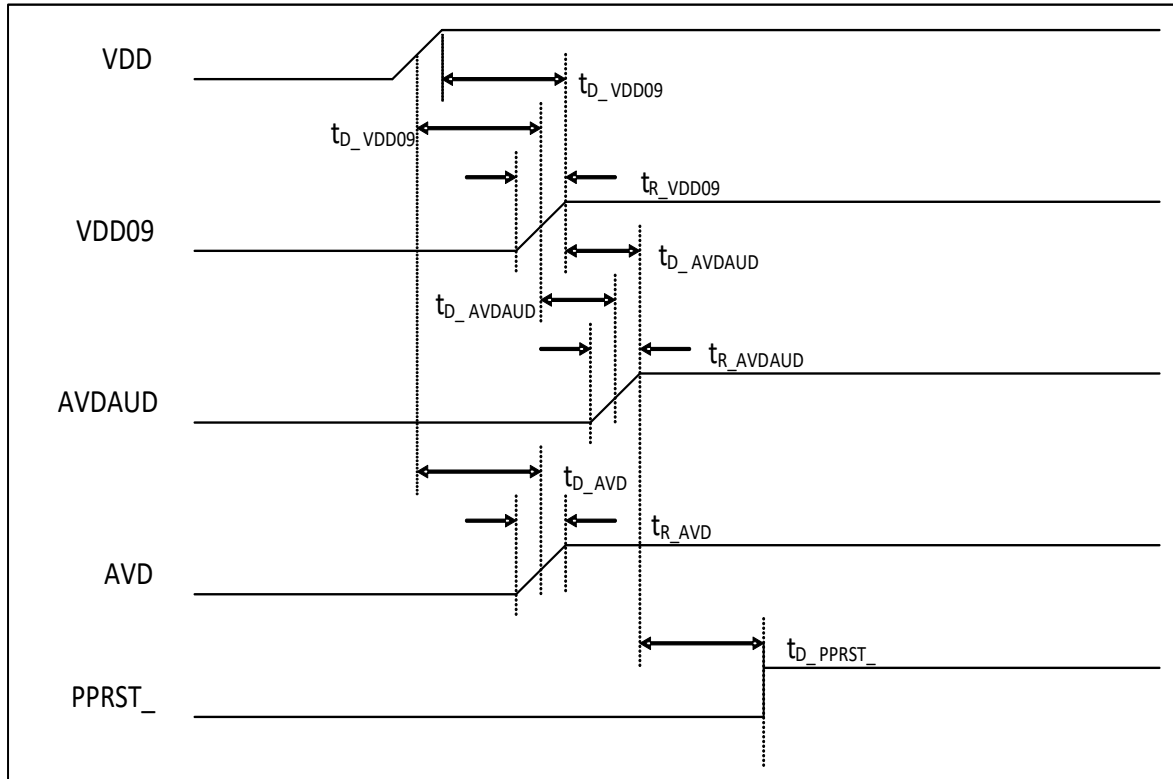 VDD
tD_VDD09
tD_VDD09
tR_VDD09
VDD09
tD_AVDAUD
tD_AVDAUD
tR_AVDAUD
AVDAUD
tD_AVD
tR_AVD
AVD
tD_PPRST_
PPRST_